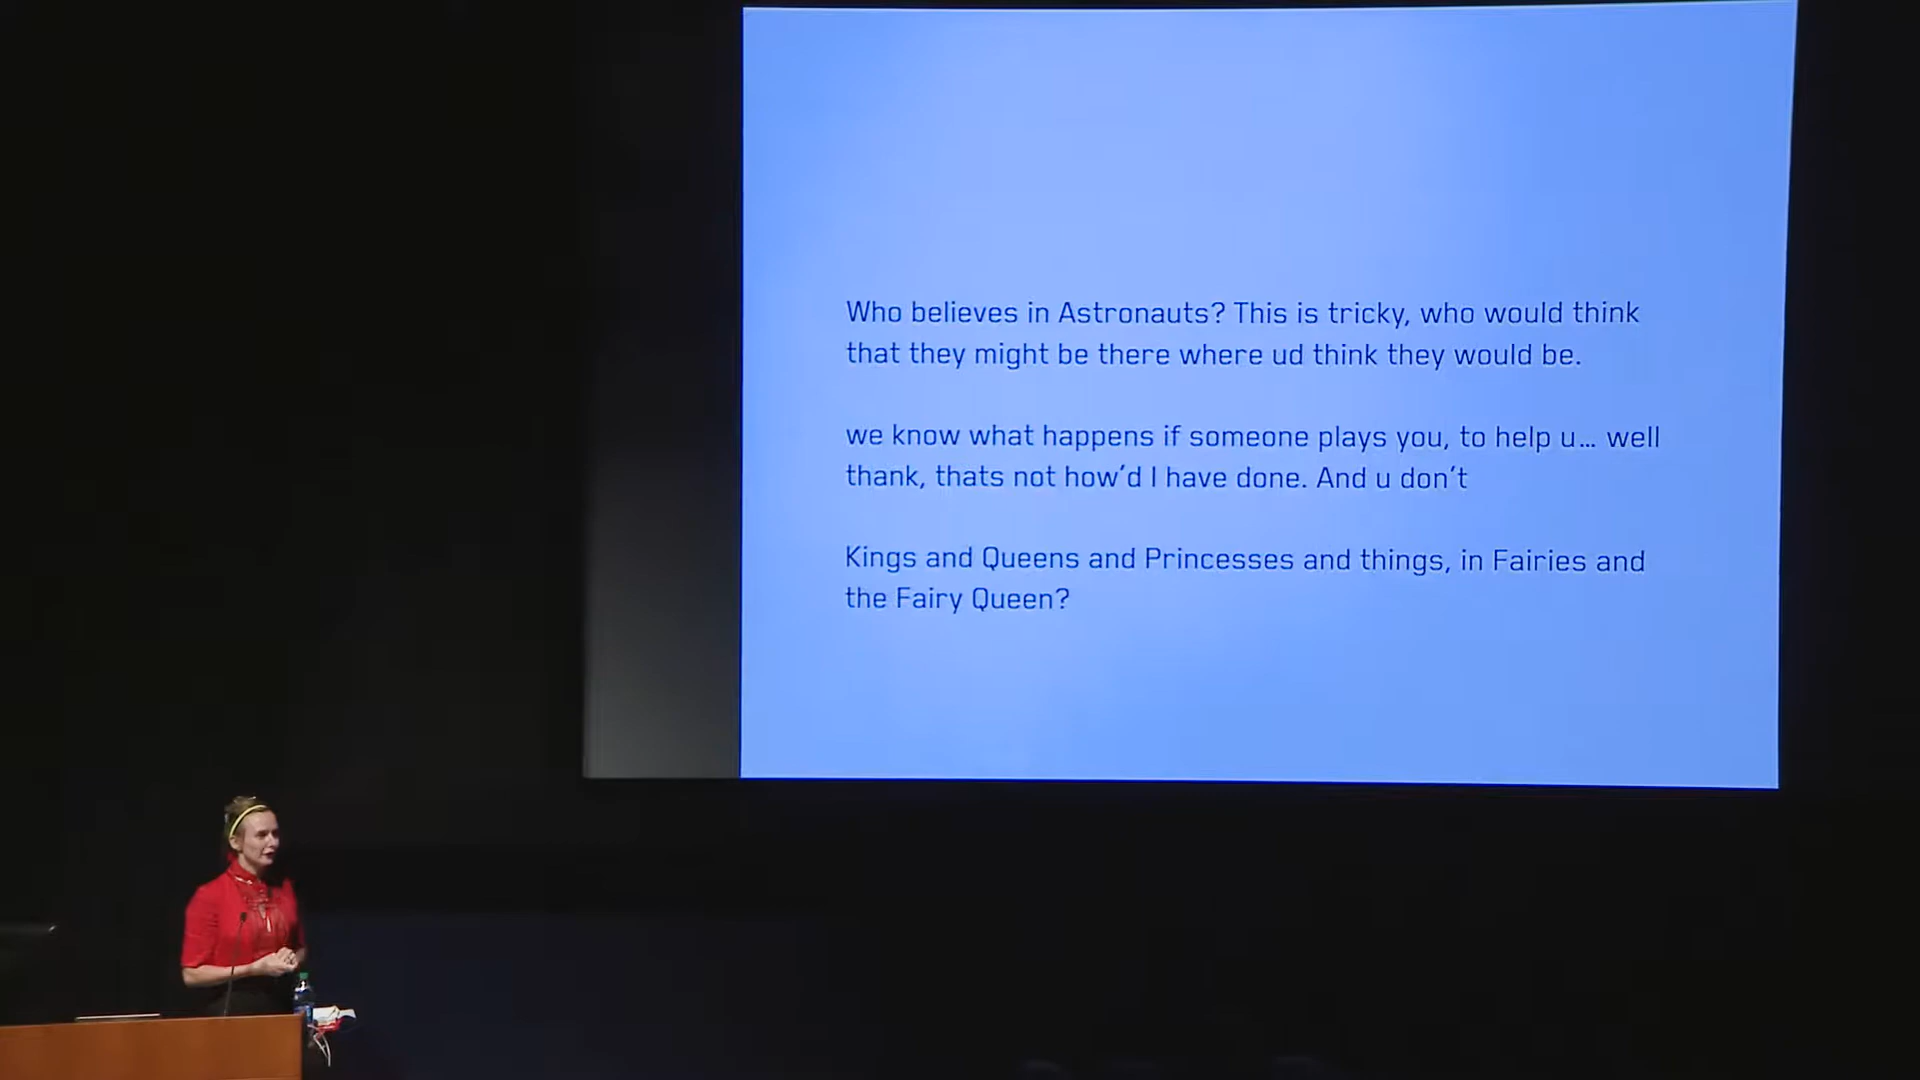 Who believes in Astronauts? This is tricky, who would think
that they might be there where ud think they would be.
we know what happens if someone plays you, to help u... well
thank, thats not how'd I have done. And u don't
Kings and Queens and Princesses and things, in Fairies and
the Fairy Queen?